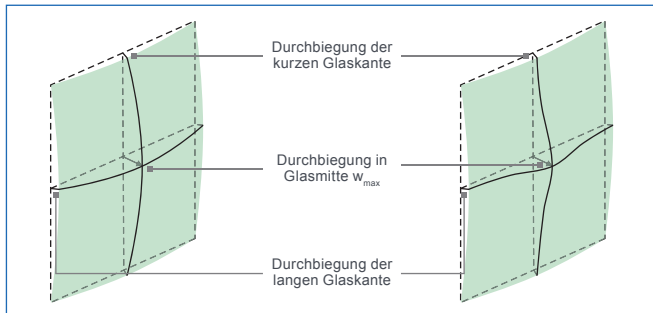 Durchbiegung der
kurzen Glaskante
Durchbiegung in
Glasmitte wmax
Durchbiegung der
langen Glaskante